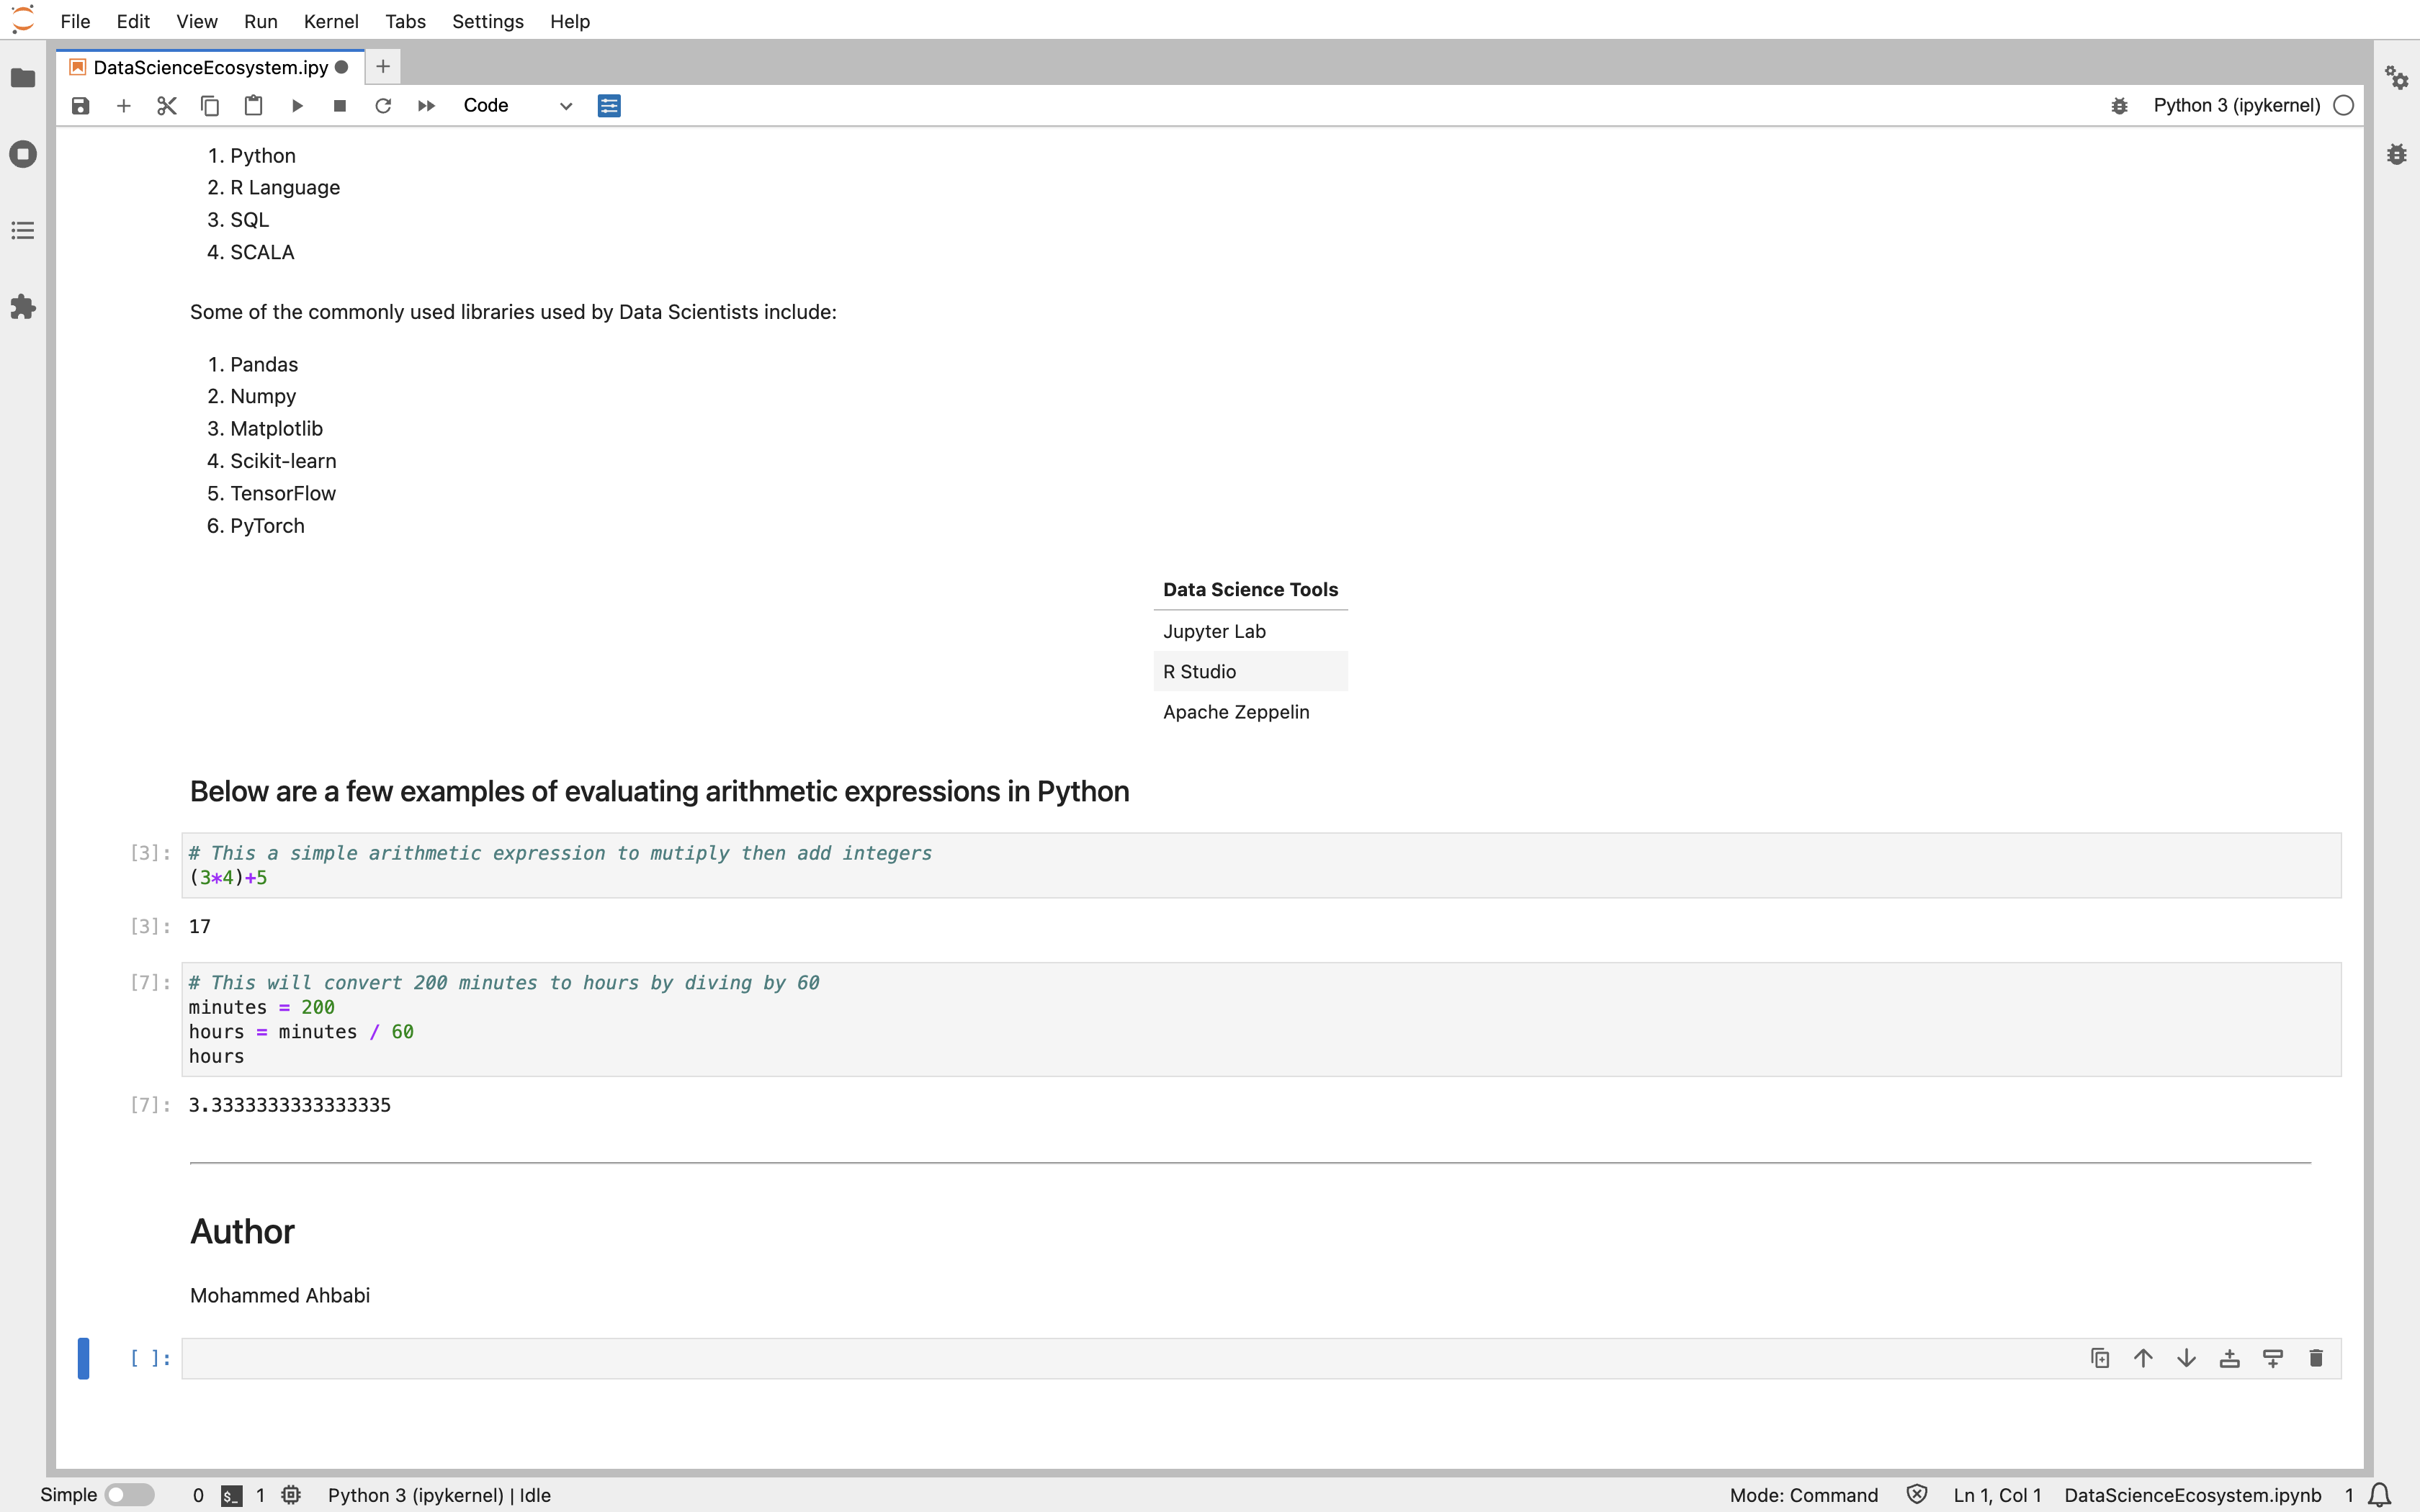 File Edit View Run Kernel Tabs Settings Help
DataScienceEcosystem.ipy
Code
Python 3 (ipykernel)
1. Python
2. R Language
3. SQL
4. SCALA
Some of the commonly used libraries used by Data Scientists include:
1. Pandas
2. Numpy
3. Matplotlib
4. Scikit-learn
5. TensorFlow
6. PyTorch
Data Science Tools
Jupyter Lab
R Studio
Apache Zeppelin
Below are a few examples of evaluating arithmetic expressions in Python
[3]: # This a simple arithmetic expression to mutiply then add integers
(3*4)+5
[3]: 17
[7]: # This will convert 200 minutes to hours by diving by 60
minutes = 200
hours = minutes / 60
hours
[7]: 3.3333333333333335
Author
Mohammed Ahbabi
[ ]:
Simple 0 $_ 1 Python 3 (ipykernel) | Idle Mode: Command Ln 1, Col 1 DataScienceEcosystem.ipynb 1